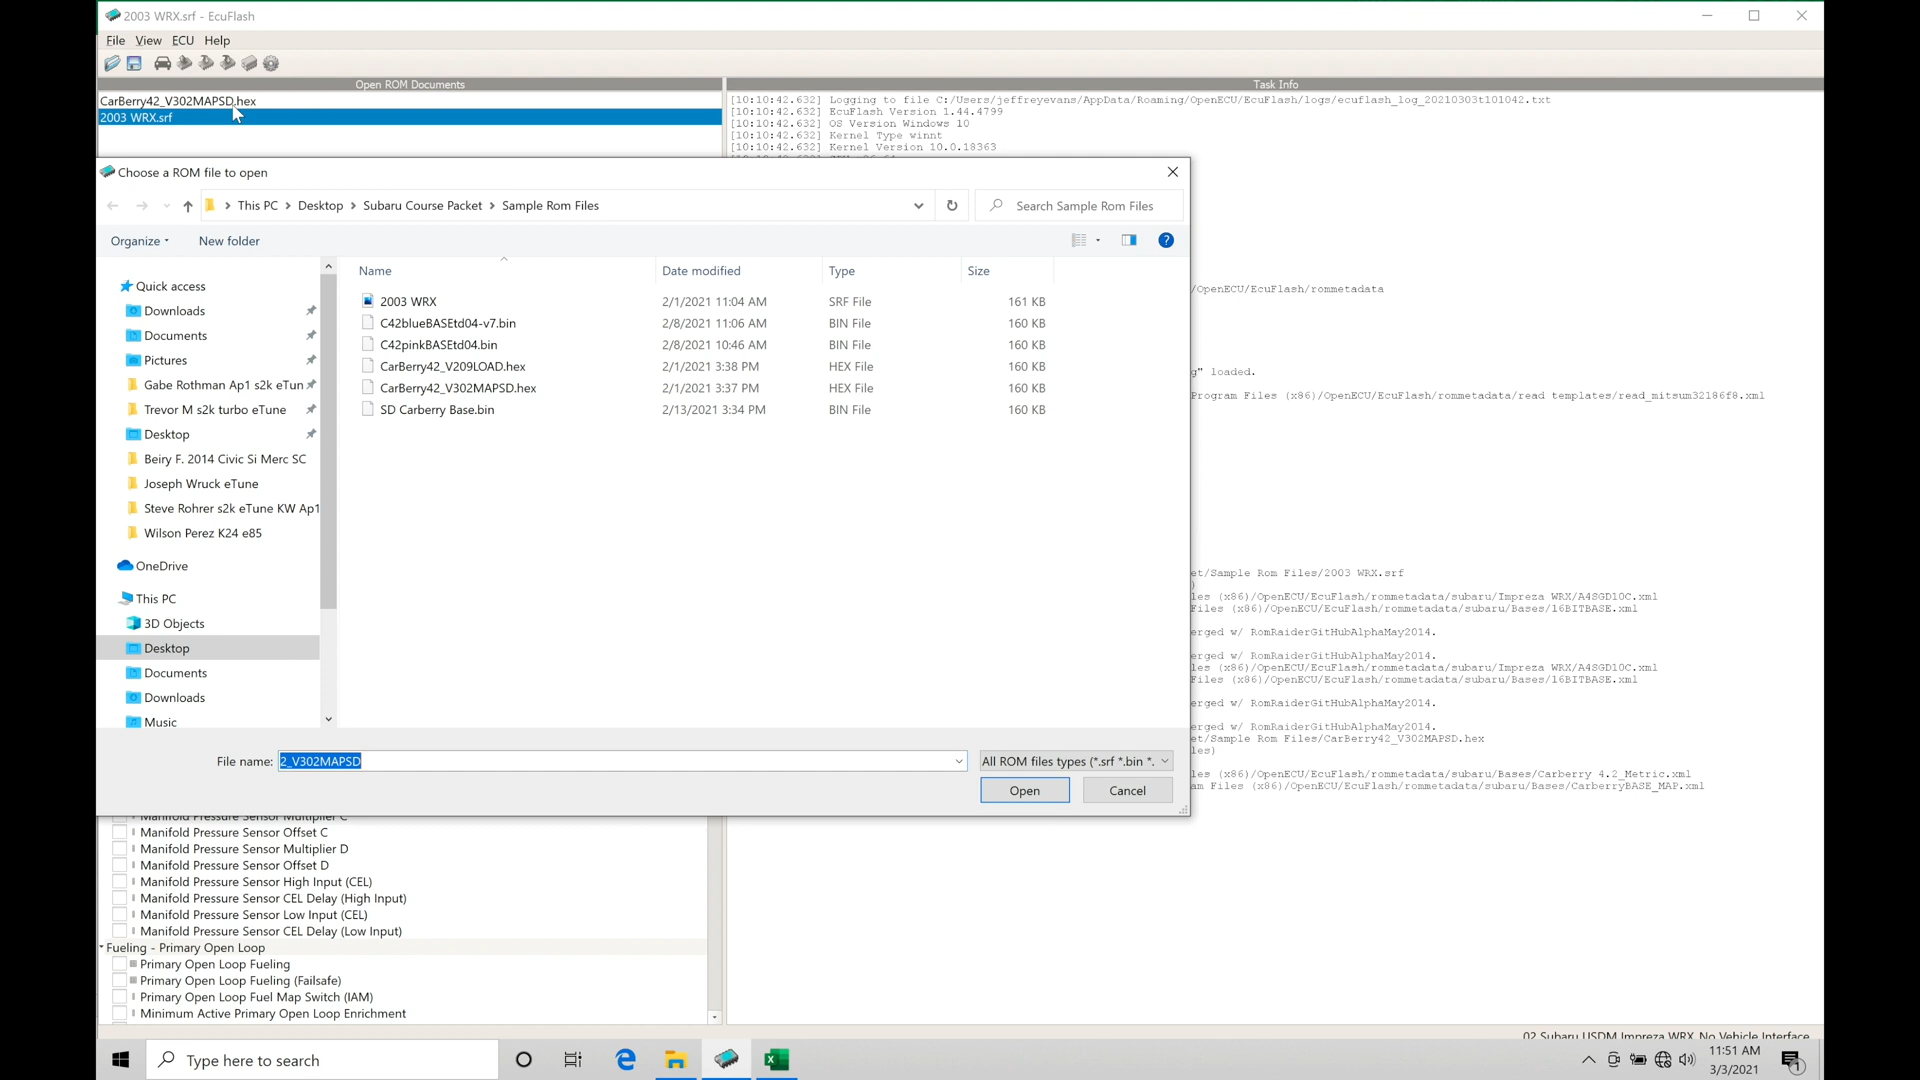 2003 WRX.srf - EcuFlash
File View ECU Help
Open ROM Documents
Task Info
CarBerry42_V302MAPSD.hex
2003 WRX.srf
[10:10:42.632] Logging to file C:/Users/jeffreyevans/AppData/Roaming/OpenECU/EcuFlash/logs/ecuflash_log_20210303t101042.txt
[10:10:42.632] EcuFlash Version 1.44.4799
[10:10:42.632] OS Version Windows 10
[10:10:42.632] Kernel Type winnt
[10:10:42.632] Kernel Version 10.0.18363
Choose a ROM file to open
This PC > Desktop > Subaru Course Packet > Sample Rom Files
Search Sample Rom Files
Organize
New folder
Name
Date modified
Type
Size
2003 WRX 2/1/2021 11:04 AM SRF File 161 KB
C42blueBASEtd04-v7.bin 2/8/2021 11:06 AM BIN File 160 KB
C42pinkBASEtd04.bin 2/8/2021 10:46 AM BIN File 160 KB
CarBerry42_V209LOAD.hex 2/1/2021 3:38 PM HEX File 160 KB
CarBerry42_V302MAPSD.hex 2/1/2021 3:37 PM HEX File 160 KB
SD Carberry Base.bin 2/13/2021 3:34 PM BIN File 160 KB
Quick access
Downloads
Documents
Pictures
Gabe Rothman Ap1 s2k eTun
Trevor M s2k turbo eTune
Desktop
Beiry F. 2014 Civic Si Merc SC
Joseph Wruck eTune
Steve Rohrer s2k eTune KW Ap1
Wilson Perez K24 e85
OneDrive
This PC
3D Objects
Desktop
Documents
Downloads
Music
File name: 2_V302MAPSD
All ROM files types (*.srf *.bin *.
Open
Cancel
/OpenECU/EcuFlash/rommetadata
g" loaded.
Program Files (x86)/OpenECU/EcuFlash/rommetadata/read templates/read_mitsum32186f8.xml
et/Sample Rom Files/2003 WRX.srf
)
les (x86)/OpenECU/EcuFlash/rommetadata/subaru/Impreza WRX/A4SGD10C.xml
Files (x86)/OpenECU/EcuFlash/rommetadata/subaru/Bases/16BITBASE.xml
erged w/ RomRaiderGitHubAlphaMay2014.
erged w/ RomRaiderGitHubAlphaMay2014.
les (x86)/OpenECU/EcuFlash/rommetadata/subaru/Impreza WRX/A4SGD10C.xml
Files (x86)/OpenECU/EcuFlash/rommetadata/subaru/Bases/16BITBASE.xml
erged w/ RomRaiderGitHubAlphaMay2014.
erged w/ RomRaiderGitHubAlphaMay2014.
et/Sample Rom Files/CarBerry42_V302MAPSD.hex
les)
les (x86)/OpenECU/EcuFlash/rommetadata/subaru/Bases/Carberry 4.2_Metric.xml
am Files (x86)/OpenECU/EcuFlash/rommetadata/subaru/Bases/CarberryBASE_MAP.xml
Manifold Pressure Sensor Multiplier C
Manifold Pressure Sensor Offset C
Manifold Pressure Sensor Multiplier D
Manifold Pressure Sensor Offset D
Manifold Pressure Sensor High Input (CEL)
Manifold Pressure Sensor CEL Delay (High Input)
Manifold Pressure Sensor Low Input (CEL)
Manifold Pressure Sensor CEL Delay (Low Input)
Fueling - Primary Open Loop
Primary Open Loop Fueling
Primary Open Loop Fueling (Failsafe)
Primary Open Loop Fuel Map Switch (IAM)
Minimum Active Primary Open Loop Enrichment
02 Subaru USDM Impreza WRX No Vehicle Interface
Type here to search
11:51 AM
3/3/2021
1